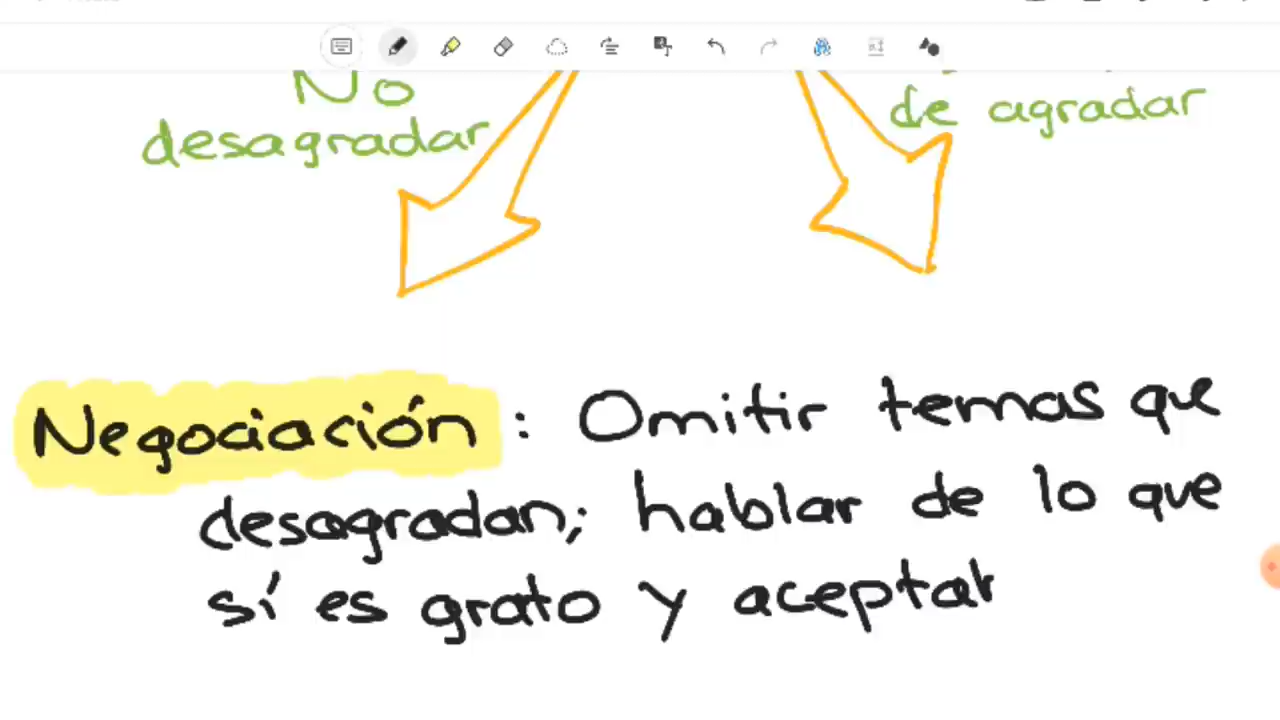 No
desagradar
de agradar
Negociación: Omitir temas que
desagradan; hablar de lo que
sí es grato y aceptar